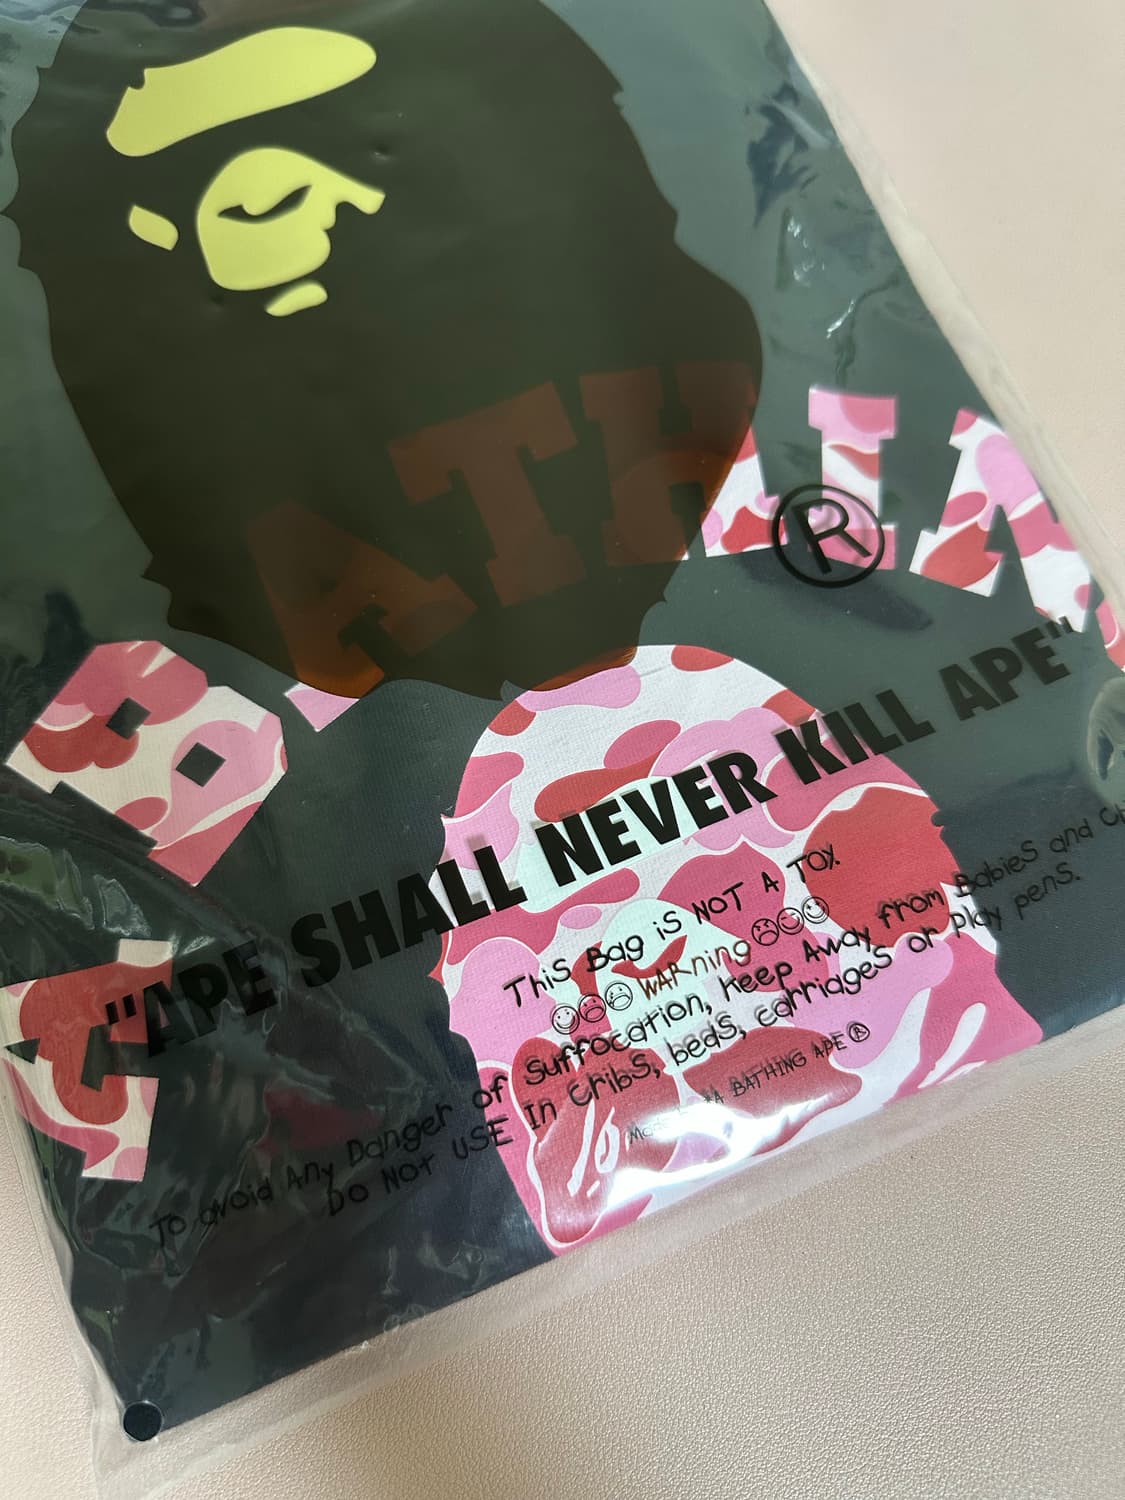 A BATHIN
®
"APE SHALL NEVER KILL APE"
THiS Bag iS NOT A TOY.
WARning
To avoid Any Danger of Suffocation, Keep Away from BabieS and
DO NOT USE In CribS, beds, carriageS or Play pens.
A BATHING APE®